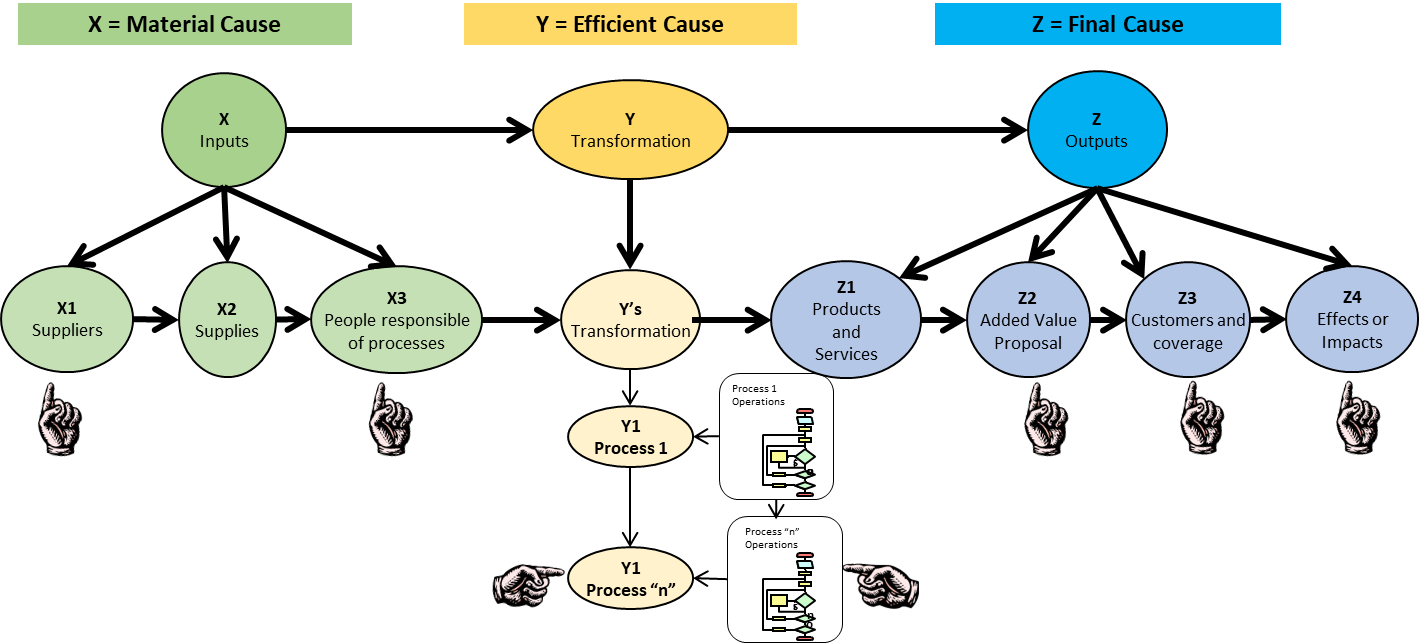 X = Material Cause
Y = Efficient Cause
Z = Final Cause
X
Inputs
Y
Transformation
Z
Outputs
X1
Suppliers
X2
Supplies
X3
People responsible
of processes
Y’s
Transformation
Z1
Products
and
Services
Z2
Added Value
Proposal
Z3
Customers and
coverage
Z4
Effects or
Impacts
Process 1
Operations
Y1
Process 1
Process “n”
Operations
Y1
Process “n”